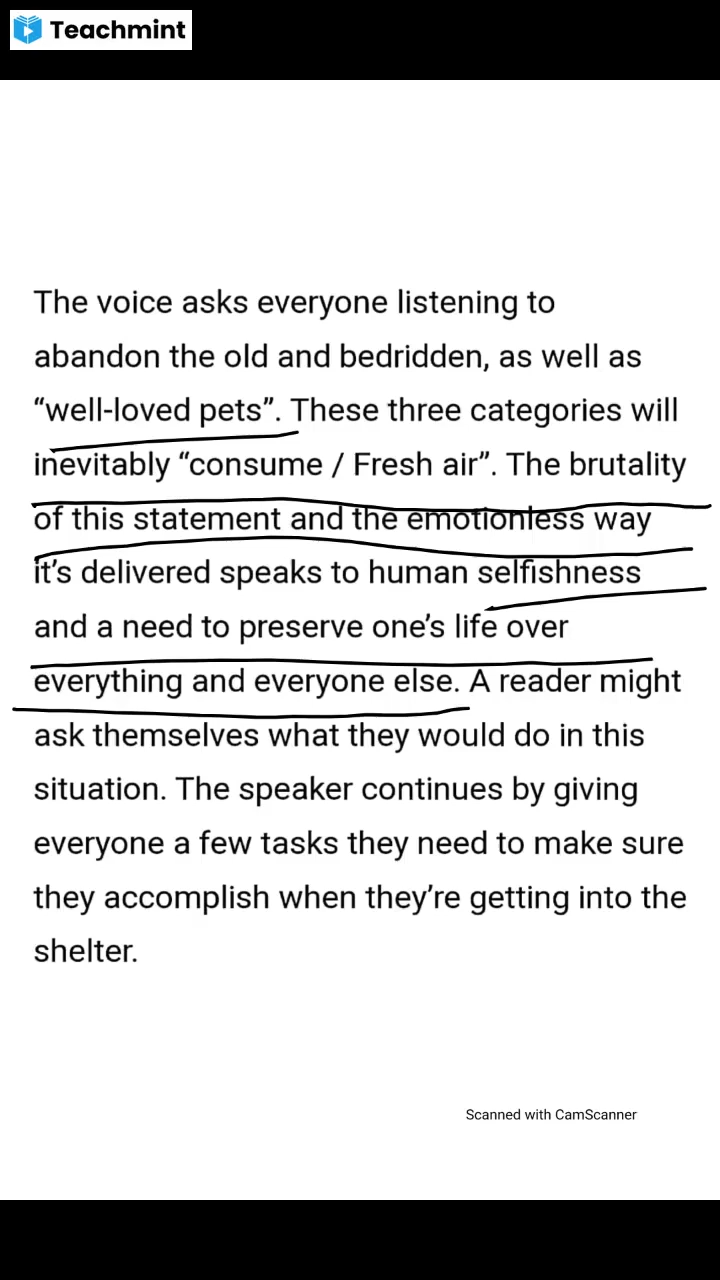 Teachmint
The voice asks everyone listening to
abandon the old and bedridden, as well as
“well-loved pets”. These three categories will
inevitably “consume / Fresh air”. The brutality
of this statement and the emotionless way
it’s delivered speaks to human selfishness
and a need to preserve one’s life over
everything and everyone else. A reader might
ask themselves what they would do in this
situation. The speaker continues by giving
everyone a few tasks they need to make sure
they accomplish when they’re getting into the
shelter.
Scanned with CamScanner